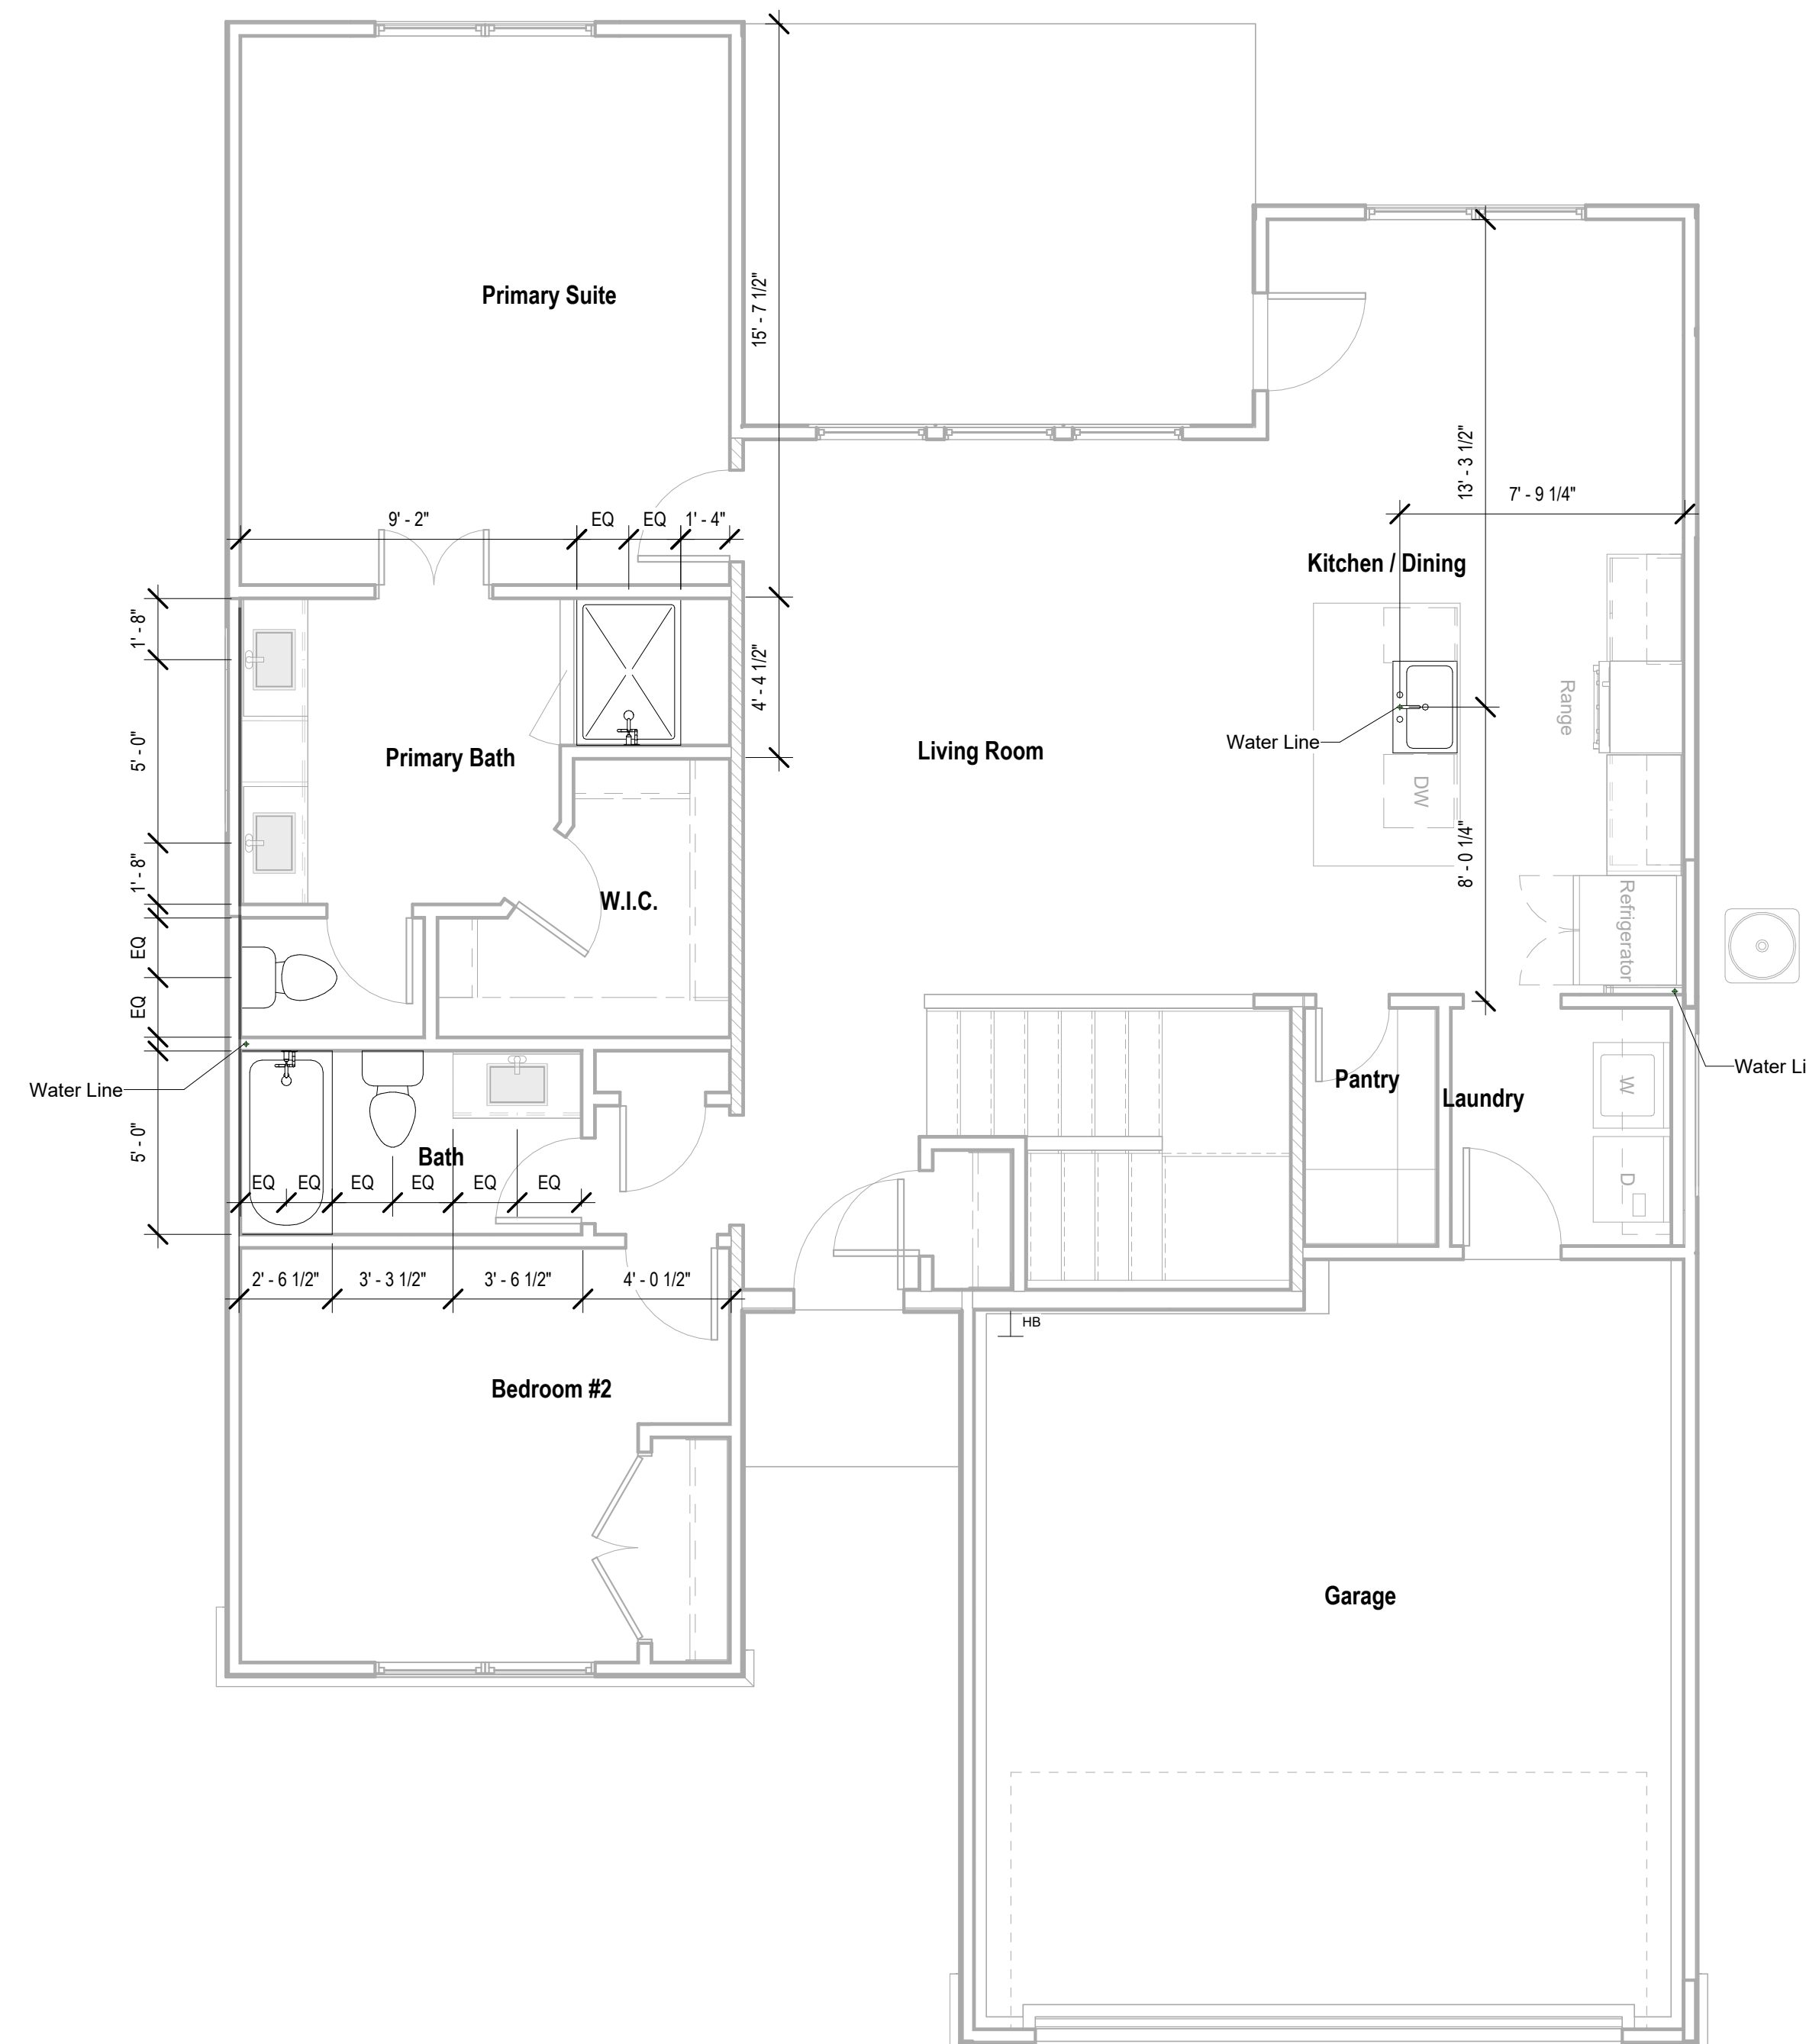 Primary Suite
15' - 7 1/2"
13' - 3 1/2"
7' - 9 1/4"
9' - 2"
EQ
EQ
1' - 4"
Kitchen / Dining
1' - 8"
4' - 4 1/2"
Range
5' - 0"
Primary Bath
Living Room
Water Line
DW
8' - 0 1/4"
1' - 8"
W.I.C.
Refrigerator
EQ
EQ
Water Line
5' - 0"
Bath
EQ
EQ
EQ
EQ
EQ
EQ
Pantry
Laundry
W
D
Water Li
2' - 6 1/2"
3' - 3 1/2"
3' - 6 1/2"
4' - 0 1/2"
HB
Bedroom #2
Garage